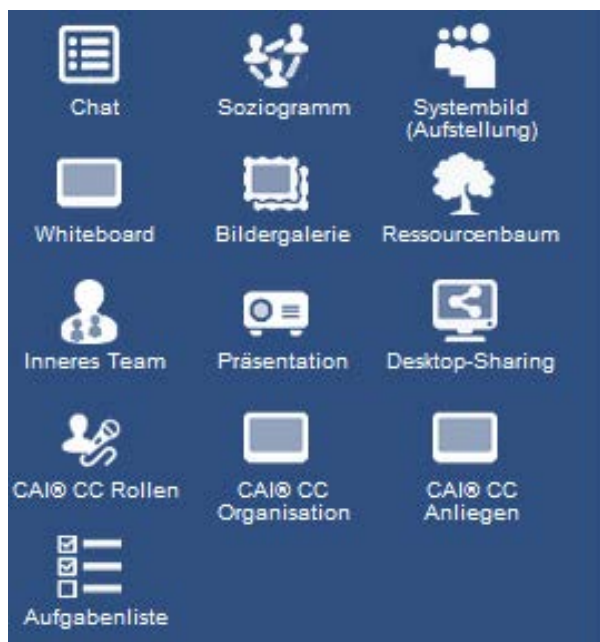 Chat
Soziogramm
Systembild
(Aufstellung)
Whiteboard
Bildergalerie
Ressourcenbaum
Inneres Team
Präsentation
Desktop-Sharing
CAI® CC Rollen
CAI® CC
Organisation
CAI® CC
Anliegen
Aufgabenliste